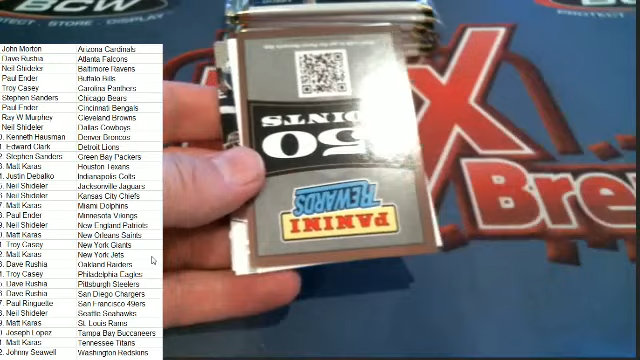 BCW
PROTECT. STORE. DISPLAY.
BCW
John Morton Arizona Cardinals
Dave Rushia Atlanta Falcons
Neil Shideler Baltimore Ravens
Paul Ender Buffalo Bills
Troy Casey Carolina Panthers
Stephen Sanders Chicago Bears
Paul Ender Cincinnati Bengals
Ray W Murphey Cleveland Browns
Neil Shideler Dallas Cowboys
Kenneth Hausman Denver Broncos
Edward Clark Detroit Lions
Stephen Sanders Green Bay Packers
Matt Karas Houston Texans
Justin Debalko Indianapolis Colts
Neil Shideler Jacksonville Jaguars
Neil Shideler Kansas City Chiefs
Matt Karas Miami Dolphins
Paul Ender Minnesota Vikings
Neil Shideler New England Patriots
Matt Karas New Orleans Saints
Troy Casey New York Giants
Matt Karas New York Jets
Dave Rushia Oakland Raiders
Troy Casey Philadelphia Eagles
Dave Rushia Pittsburgh Steelers
Dave Rushia San Diego Chargers
Paul Ringuette San Francisco 49ers
Neil Shideler Seattle Seahawks
Matt Karas St. Louis Rams
Joseph Lopez Tampa Bay Buccaneers
Matt Karas Tennessee Titans
Johnny Seawell Washington Redskins
PANINI
REWARDS
50
X
Bre